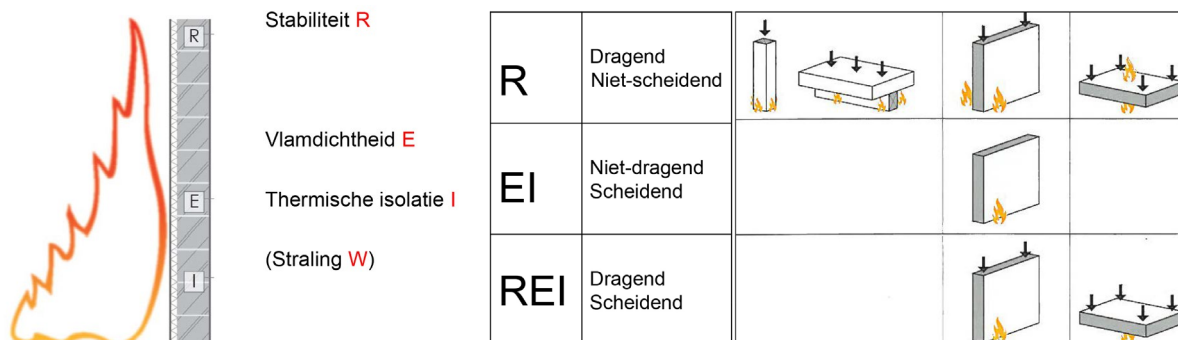 R
E
I
Stabiliteit R
Vlamdichtheid E
Thermische isolatie I
(Straling W)
R
Dragend
Niet-scheidend
EI
Niet-dragend
Scheidend
REI
Dragend
Scheidend